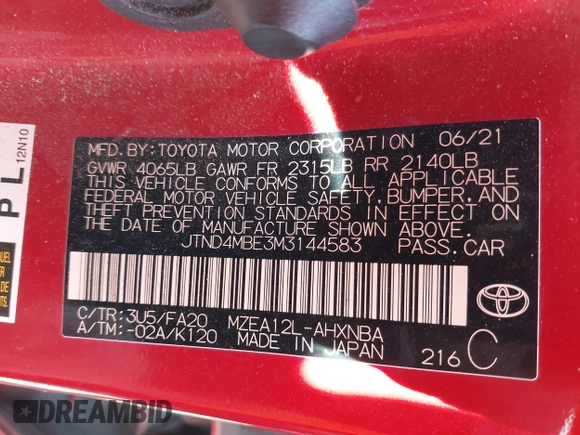 MFD. BY: TOYOTA MOTOR CORPORATION 06/21
GVWR 4065LB GAWR FR 2315LB RR 2140LB
THIS VEHICLE CONFORMS TO ALL APPLICABLE
FEDERAL MOTOR VEHICLE SAFETY, BUMPER, AND
THEFT PREVENTION STANDARDS IN EFFECT ON
THE DATE OF MANUFACTURE SHOWN ABOVE.
JTND4MBE3M3144583 PASS. CAR
C/TR: 3U5/FA20 MZEA12L-AHXNBA
A/TM: -02A/K120 MADE IN JAPAN
216 C
TOYOTA
P L
12N10
DREAMBID